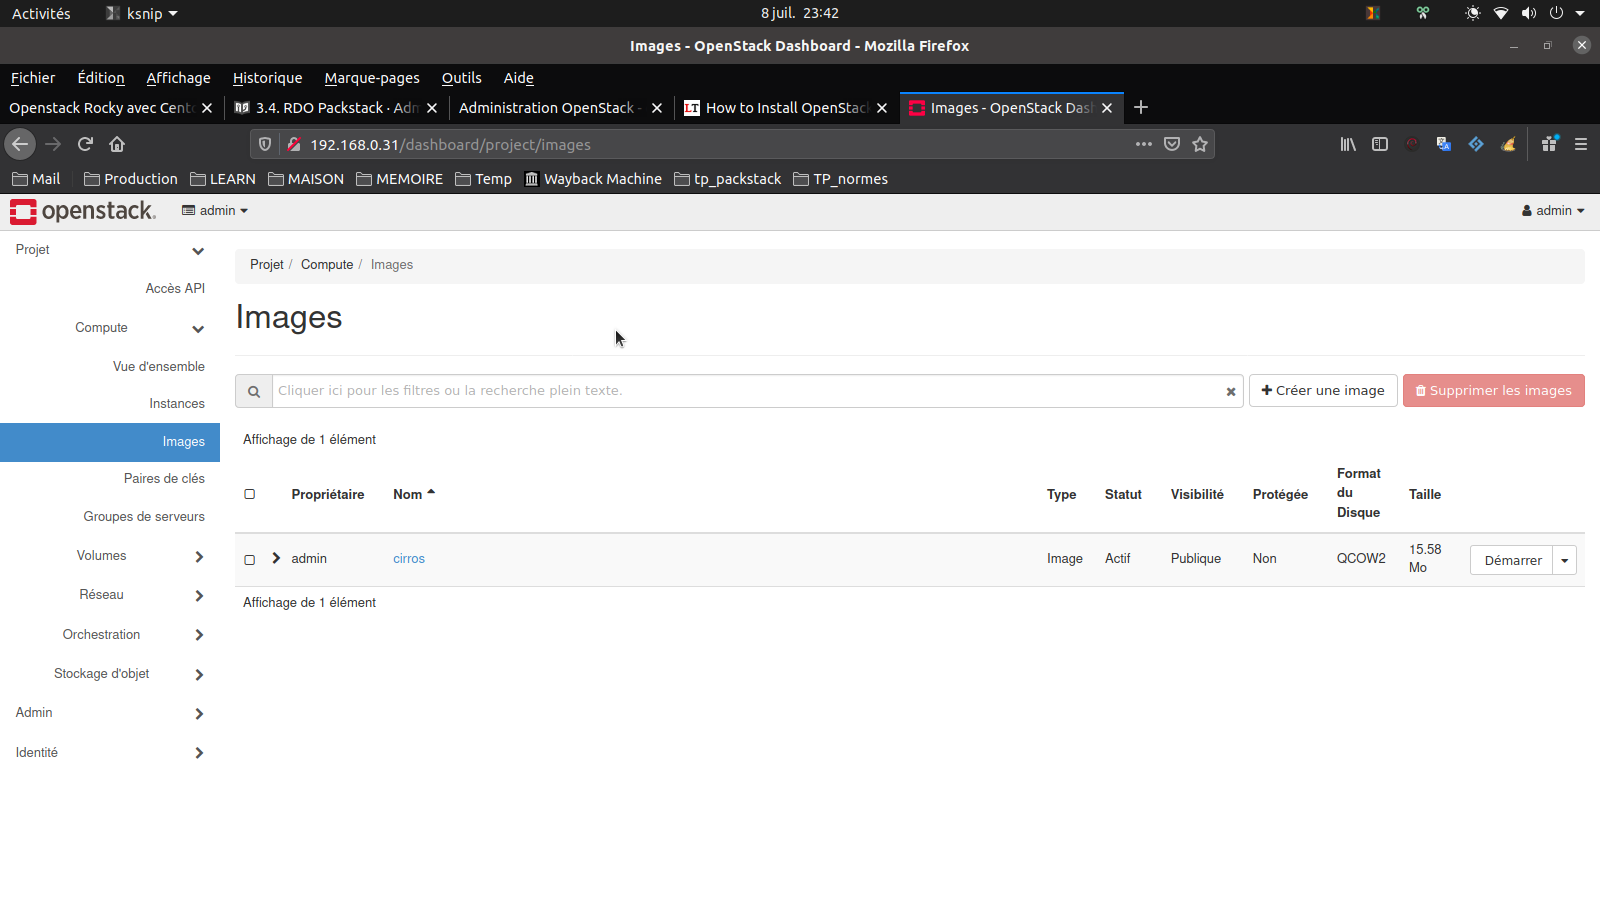 Activités ksnip 8 juil. 23:42
Images - OpenStack Dashboard - Mozilla Firefox
Fichier Édition Affichage Historique Marque-pages Outils Aide
Openstack Rocky avec Cent 3.4. RDO Packstack · Adm Administration OpenStack - LT How to Install OpenStack Images - OpenStack Dash
192.168.0.31/dashboard/project/images
Mail Production LEARN MAISON MEMOIRE Temp Wayback Machine tp_packstack TP_normes
openstack. admin admin
Projet
Accès API
Compute
Vue d'ensemble
Instances
Images
Paires de clés
Groupes de serveurs
Volumes
Réseau
Orchestration
Stockage d'objet
Admin
Identité
Projet / Compute / Images
Images
Cliquer ici pour les filtres ou la recherche plein texte. Créer une image Supprimer les images
Affichage de 1 élément
Propriétaire Nom Type Statut Visibilité Protégée Format du Disque Taille
admin cirros Image Actif Publique Non QCOW2 15.58 Mo Démarrer
Affichage de 1 élément